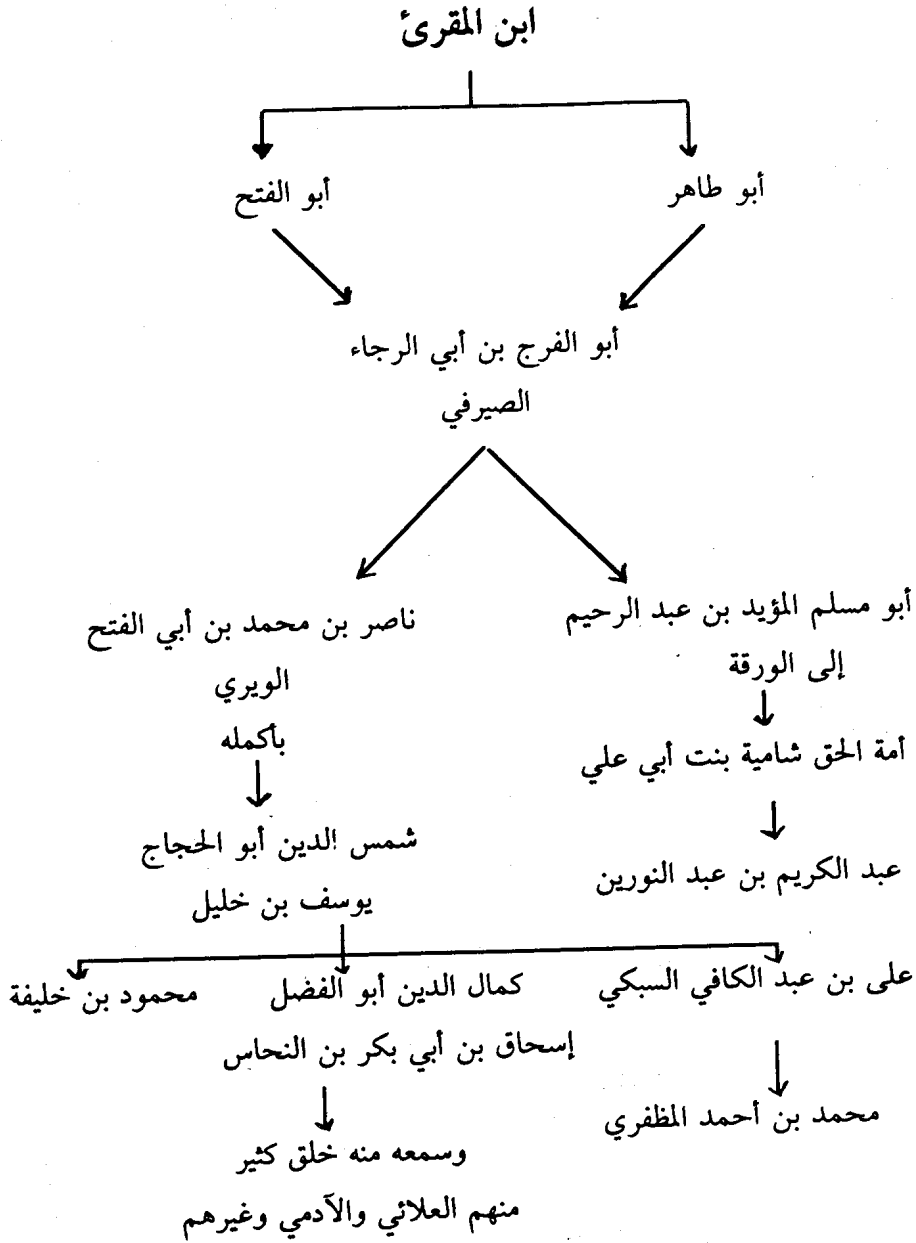 ابن المقرئ
أبو طاهر
أبو الفتح
أبو الفرج بن أبي الرجاء
الصيرفي
أبو مسلم المؤيد بن عبد الرحيم
إلى الورقة
أمة الحق شامية بنت أبي علي
عبد الكريم بن عبد النورين
ناصر بن محمد بن أبي الفتح
الويري
بأكمله
شمس الدين أبو الحجاج
يوسف بن خليل
على بن عبد الكافي السبكي
محمد بن أحمد المظفري
كمال الدين أبو الفضل
إسحاق بن أبي بكر بن النحاس
وسمعه منه خلق كثير
منهم العلائي والآدمي وغيرهم
محمود بن خليفة